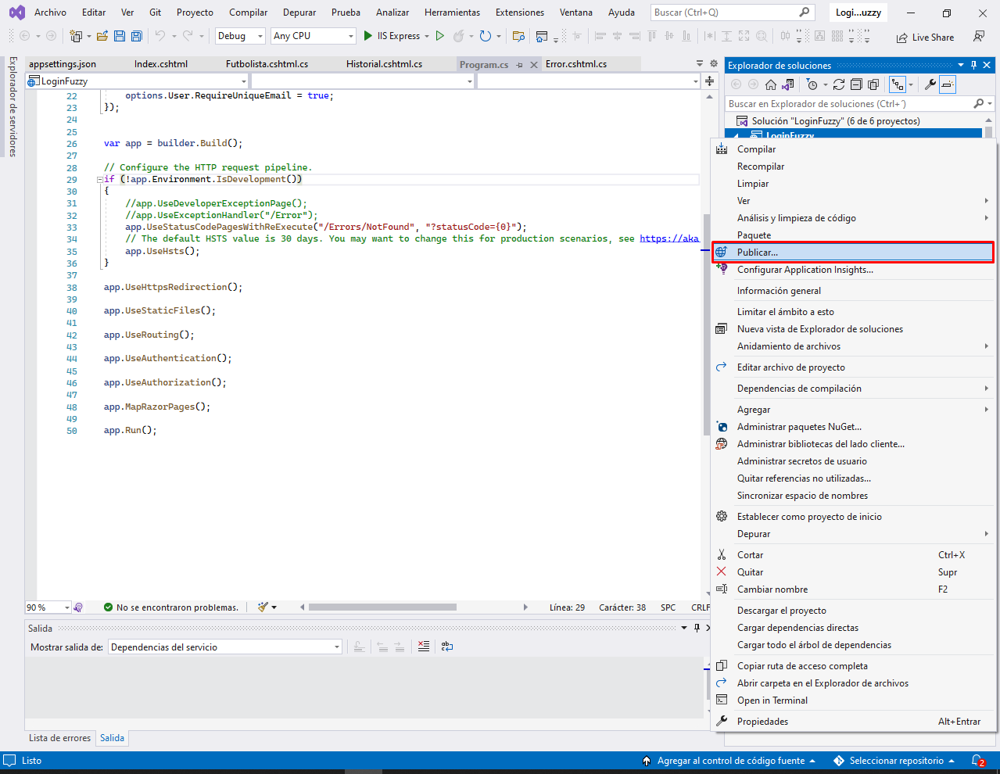 Archivo Editar Ver Git Proyecto Compilar Depurar Prueba Analizar Herramientas Extensiones Ventana Ayuda Buscar (Ctrl+Q) Logi...uzzy
Debug Any CPU IIS Express Live Share
Explorador de servidores
appsettings.json Index.cshtml Futbolista.cshtml.cs Historial.cshtml.cs Program.cs Error.cshtml.cs
LoginFuzzy
22 options.User.RequireUniqueEmail = true;
23 });
24
25
26 var app = builder.Build();
27
28 // Configure the HTTP request pipeline.
29 if (!app.Environment.IsDevelopment())
30 {
31 //app.UseDeveloperExceptionPage();
32 //app.UseExceptionHandler("/Error");
33 app.UseStatusCodePagesWithReExecute("/Errors/NotFound", "?statusCode={0}");
34 // The default HSTS value is 30 days. You may want to change this for production scenarios, see https://aka
35 app.UseHsts();
36 }
37
38 app.UseHttpsRedirection();
39
40 app.UseStaticFiles();
41
42 app.UseRouting();
43
44 app.UseAuthentication();
45
46 app.UseAuthorization();
47
48 app.MapRazorPages();
49
50 app.Run();
90 % No se encontraron problemas. Línea: 29 Carácter: 38 SPC CRLF
Salida
Mostrar salida de: Dependencias del servicio
Lista de errores Salida
Explorador de soluciones
Buscar en Explorador de soluciones (Ctrl+´)
Solución "LoginFuzzy" (6 de 6 proyectos)
LoginFuzzy
Compilar
Recompilar
Limpiar
Ver
Análisis y limpieza de código
Paquete
Publicar...
Configurar Application Insights...
Información general
Limitar el ámbito a esto
Nueva vista de Explorador de soluciones
Anidamiento de archivos
Editar archivo de proyecto
Dependencias de compilación
Agregar
Administrar paquetes NuGet...
Administrar bibliotecas del lado cliente...
Administrar secretos de usuario
Quitar referencias no utilizadas...
Sincronizar espacio de nombres
Establecer como proyecto de inicio
Depurar
Cortar Ctrl+X
Quitar Supr
Cambiar nombre F2
Descargar el proyecto
Cargar dependencias directas
Cargar todo el árbol de dependencias
Copiar ruta de acceso completa
Abrir carpeta en el Explorador de archivos
Open in Terminal
Propiedades Alt+Entrar
Listo Agregar al control de código fuente Seleccionar repositorio 2